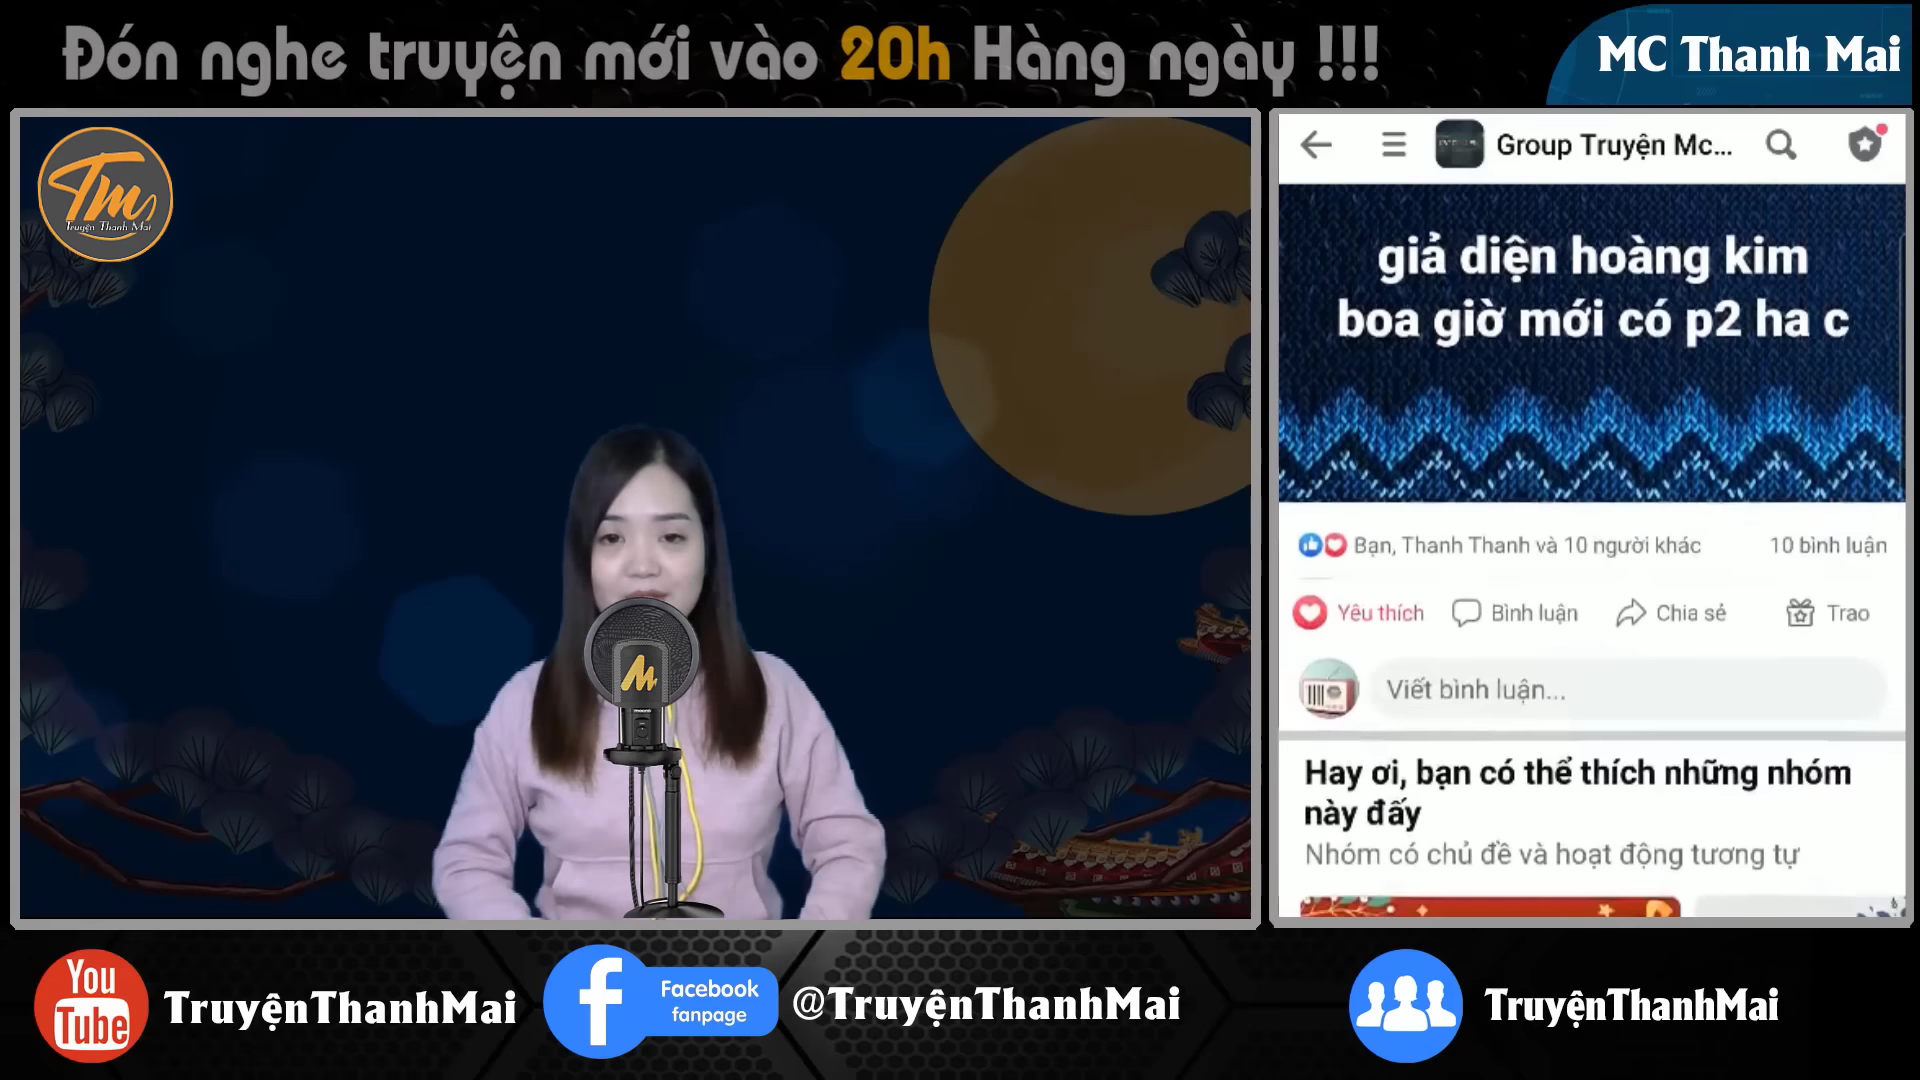 Đón nghe truyện mới vào 20h Hàng ngày !!!
MC Thanh Mai
Tm
Truyện Thanh Mai
Group Truyện Mc...
giả diện hoàng kim
boa giờ mới có p2 ha c
Bạn, Thanh Thanh và 10 người khác
10 bình luận
Yêu thích
Bình luận
Chia sẻ
Trao
Viết bình luận...
Hay ơi, bạn có thể thích những nhóm
này đấy
Nhóm có chủ đề và hoạt động tương tự
You
Tube
TruyệnThanhMai
Facebook
fanpage
@TruyệnThanhMai
TruyệnThanhMai